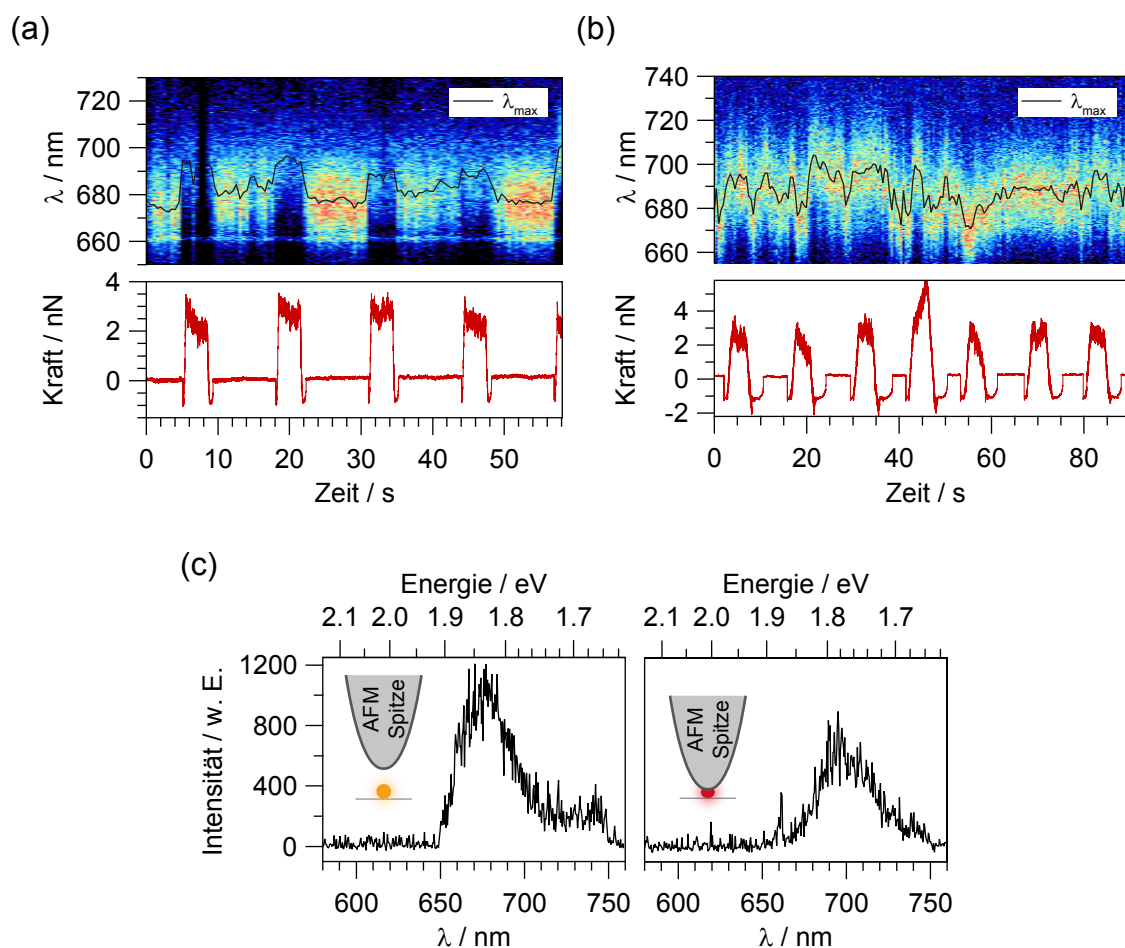 (a)
730
720
700
680
660
λ / nm
λmax
4
2
0
Kraft / nN
0
10
20
30
40
50
Zeit / s
(b)
740
720
700
680
660
λ / nm
λmax
4
2
0
-2
Kraft / nN
0
20
40
60
80
Zeit / s
(c)
Energie / eV
2.1 2.0 1.9 1.8 1.7
1200
800
400
0
Intensität / w. E.
AFM
Spitze
600 650 700 750
λ / nm
Energie / eV
2.1 2.0 1.9 1.8 1.7
AFM
Spitze
600 650 700 750
λ / nm